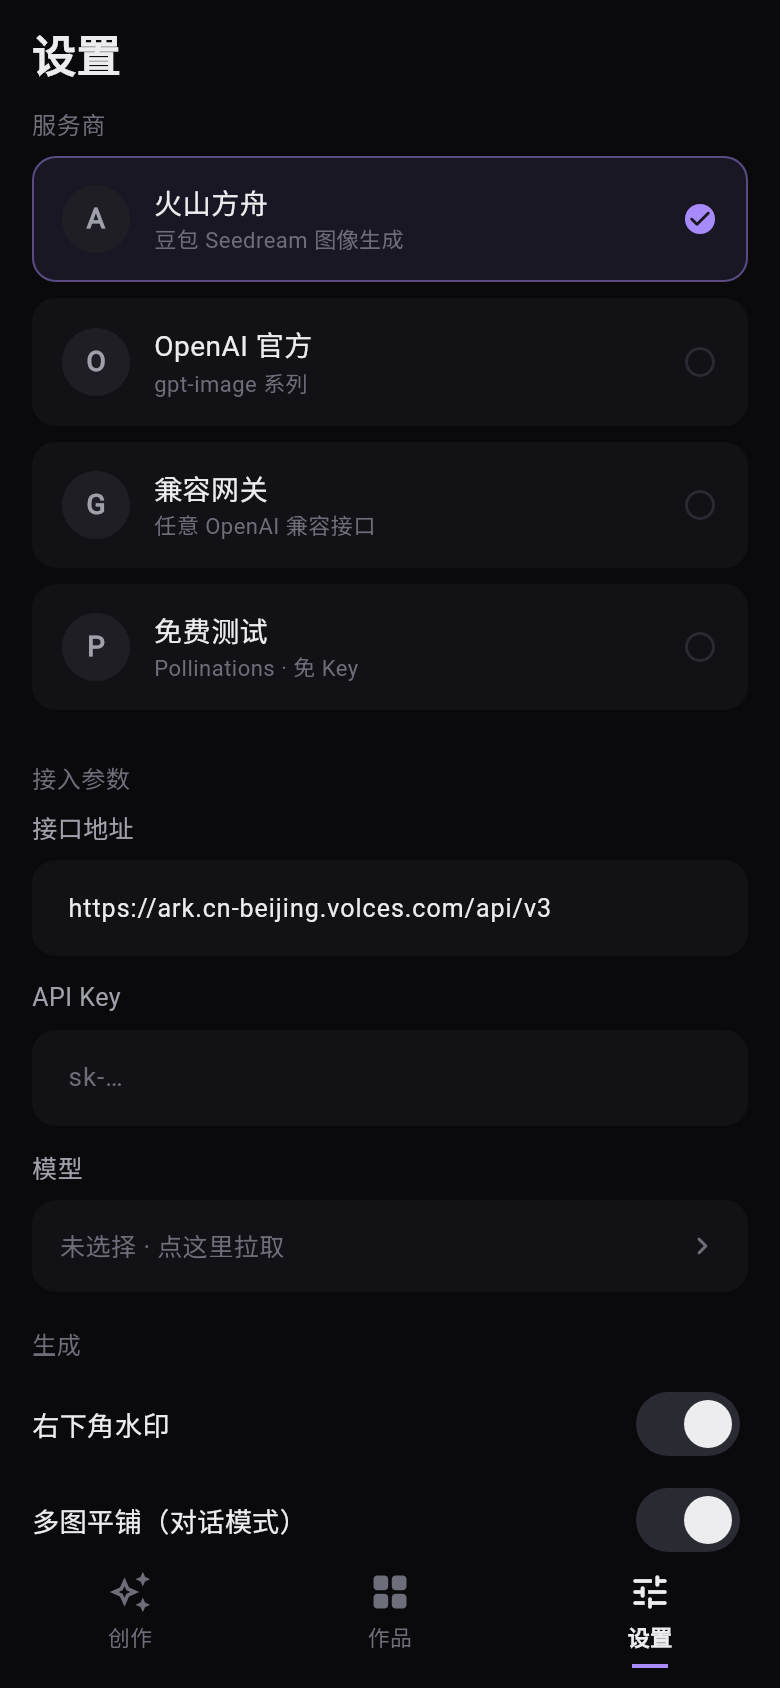 设置
服务商
A
火山方舟
豆包 Seedream 图像生成
O
OpenAI 官方
gpt-image 系列
G
兼容网关
任意 OpenAI 兼容接口
P
免费测试
Pollinations · 免 Key
接入参数
接口地址
https://ark.cn-beijing.volces.com/api/v3
API Key
sk-…
模型
未选择 · 点这里拉取
生成
右下角水印
多图平铺（对话模式）
创作
作品
设置